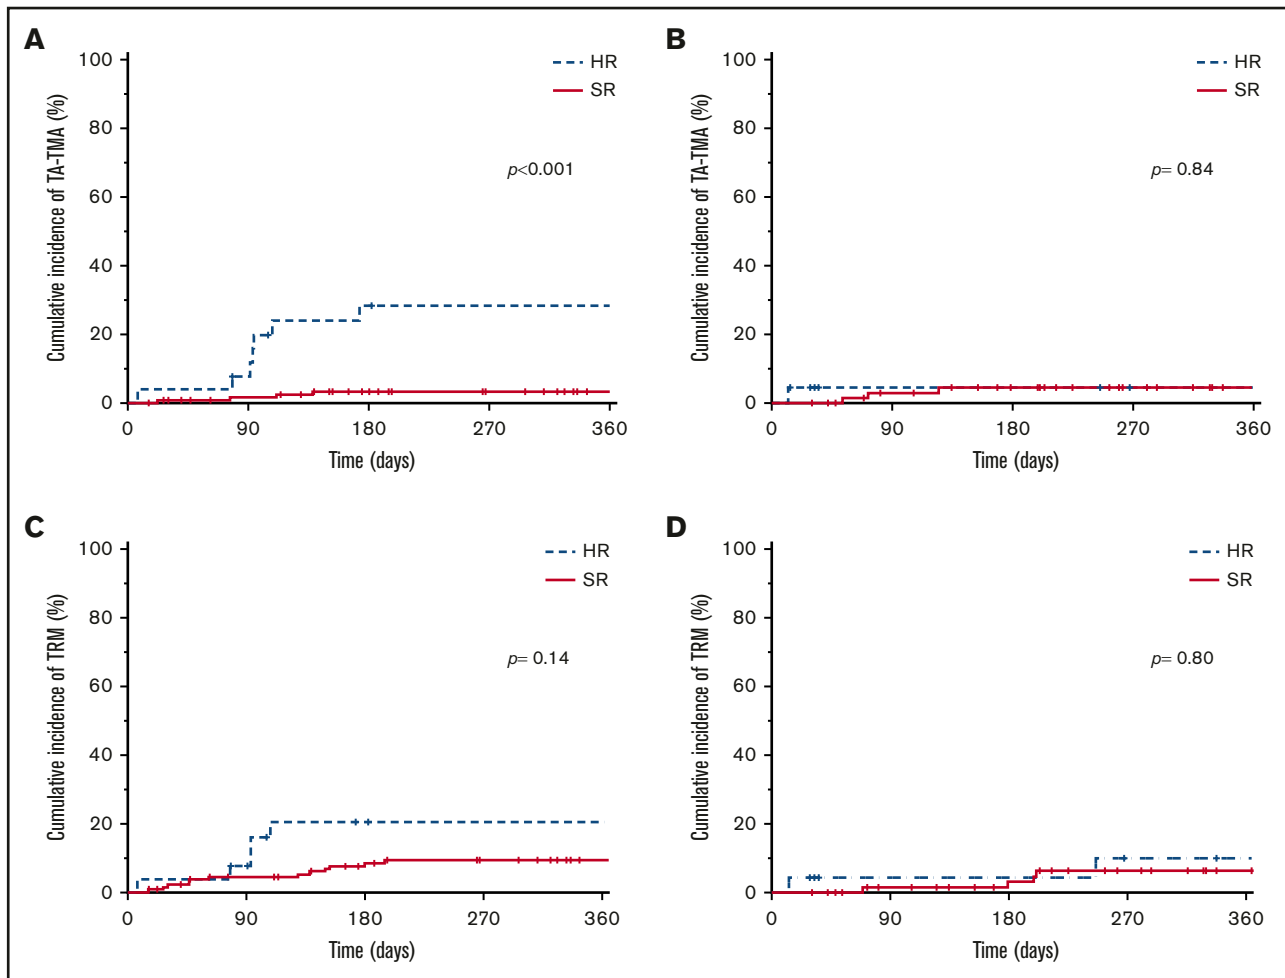 A
Cumulative incidence of TA-TMA (%)
100
80
60
40
20
0
0 90 180 270 360
Time (days)
HR
SR
p<0.001
B
Cumulative incidence of TA-TMA (%)
100
80
60
40
20
0
0 90 180 270 360
Time (days)
HR
SR
p= 0.84
C
Cumulative incidence of TRM (%)
100
80
60
40
20
0
0 90 180 270 360
Time (days)
HR
SR
p= 0.14
D
Cumulative incidence of TRM (%)
100
80
60
40
20
0
0 90 180 270 360
Time (days)
HR
SR
p= 0.80